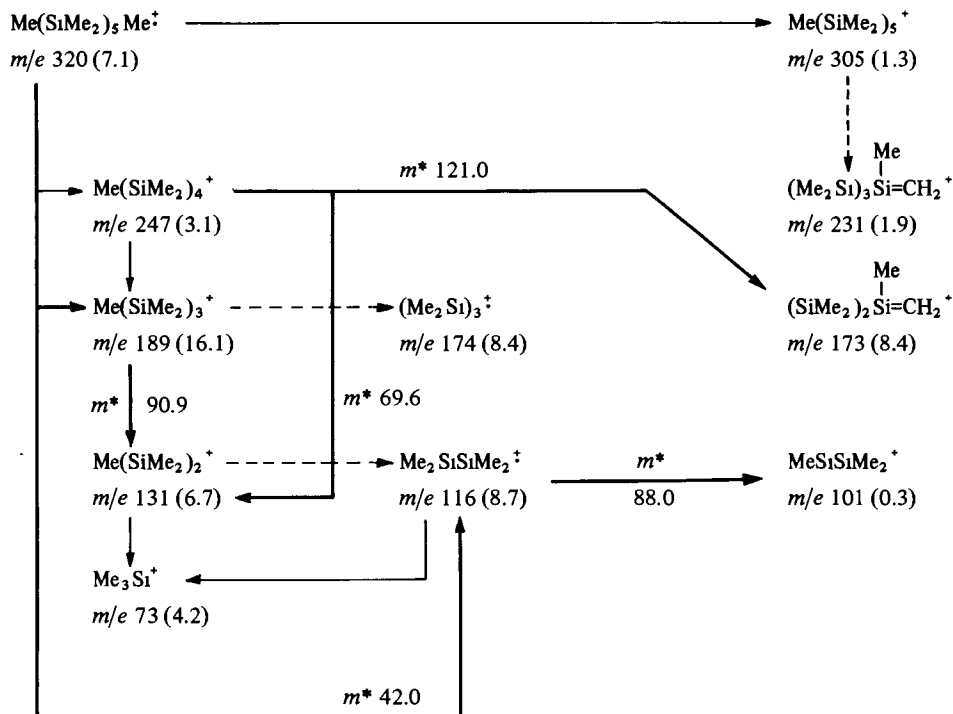 Me(SiMe₂)₅Me⁺̇
m/e 320 (7.1)
Me(SiMe₂)₅⁺
m/e 305 (1.3)
Me(SiMe₂)₄⁺
m/e 247 (3.1)
m* 121.0
Me
(Me₂Si)₃Si=CH₂⁺
m/e 231 (1.9)
Me(SiMe₂)₃⁺
m/e 189 (16.1)
(Me₂Si)₃⁺̇
m/e 174 (8.4)
Me
(SiMe₂)₂Si=CH₂⁺
m/e 173 (8.4)
m* 90.9
m* 69.6
Me(SiMe₂)₂⁺
m/e 131 (6.7)
Me₂SiSiMe₂⁺̇
m/e 116 (8.7)
m*
88.0
MeSiSiMe₂⁺
m/e 101 (0.3)
Me₃Si⁺
m/e 73 (4.2)
m* 42.0